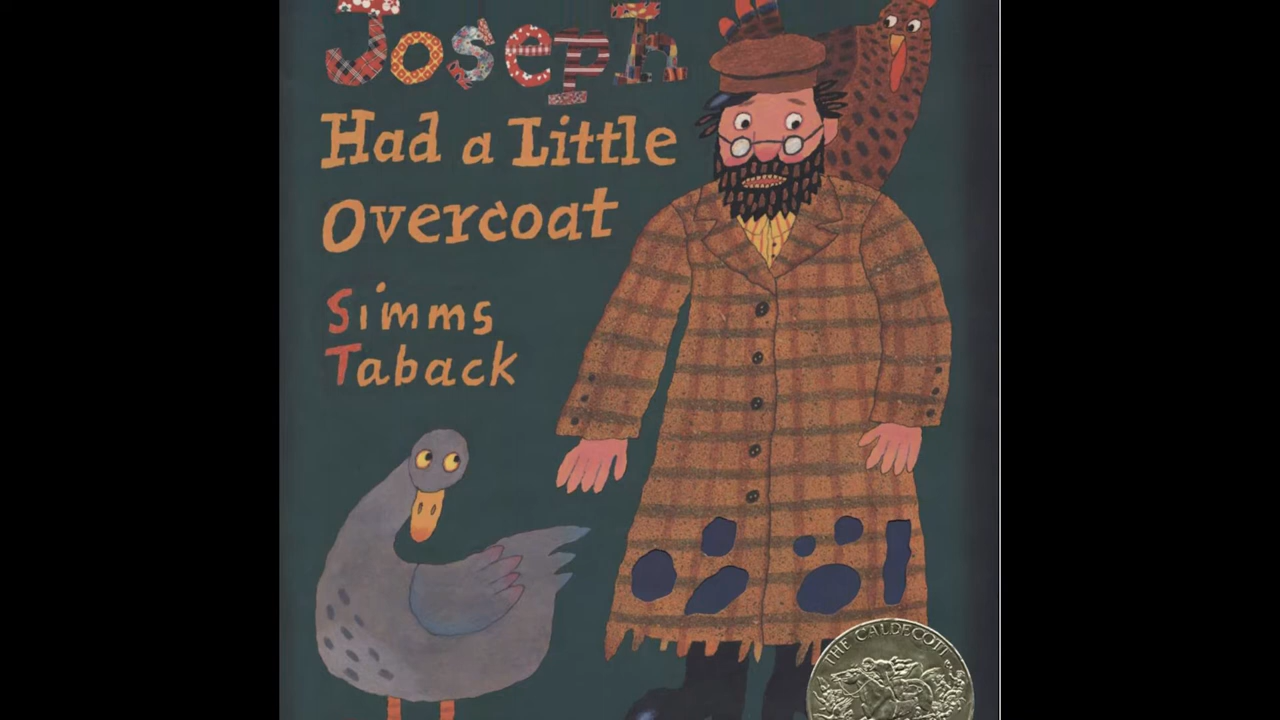 Joseph
Had a Little
Overcoat
Simms
Taback
THE CALDECOTT